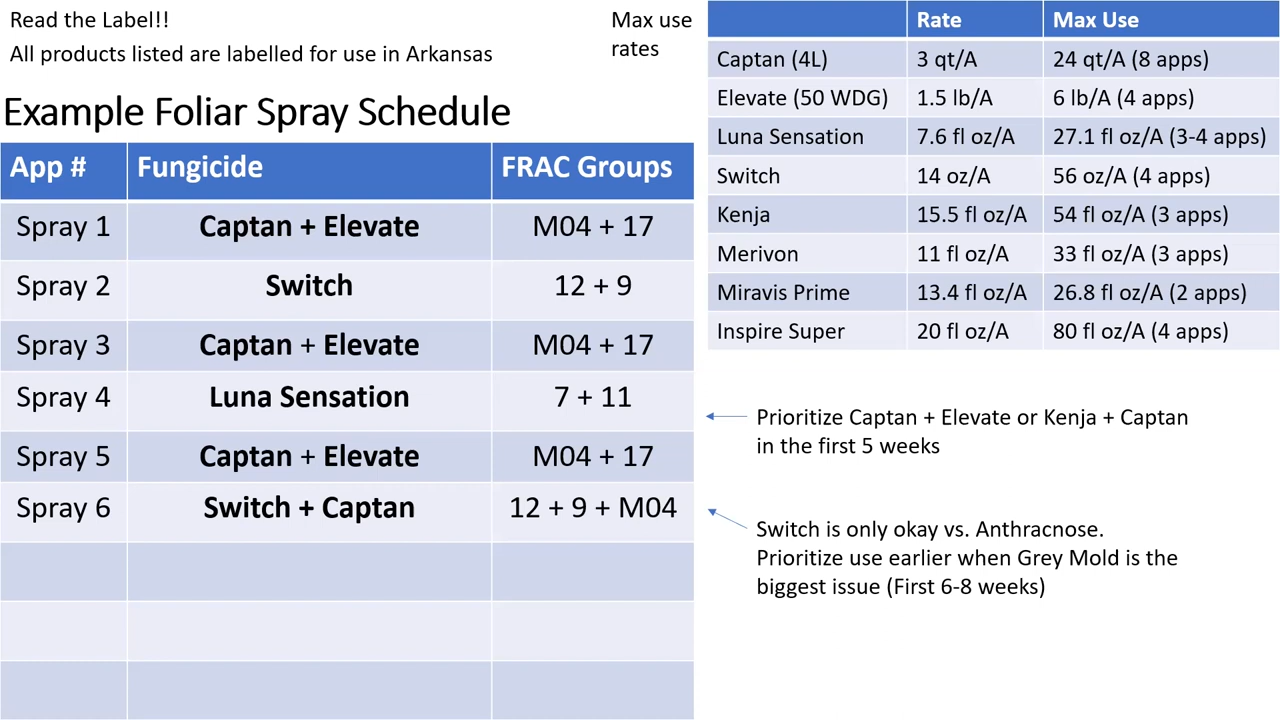 Read the Label!!
All products listed are labelled for use in Arkansas
Example Foliar Spray Schedule
App # Fungicide FRAC Groups
Spray 1 Captan + Elevate M04 + 17
Spray 2 Switch 12 + 9
Spray 3 Captan + Elevate M04 + 17
Spray 4 Luna Sensation 7 + 11
Spray 5 Captan + Elevate M04 + 17
Spray 6 Switch + Captan 12 + 9 + M04
Max use
rates
Rate Max Use
Captan (4L) 3 qt/A 24 qt/A (8 apps)
Elevate (50 WDG) 1.5 lb/A 6 lb/A (4 apps)
Luna Sensation 7.6 fl oz/A 27.1 fl oz/A (3-4 apps)
Switch 14 oz/A 56 oz/A (4 apps)
Kenja 15.5 fl oz/A 54 fl oz/A (3 apps)
Merivon 11 fl oz/A 33 fl oz/A (3 apps)
Miravis Prime 13.4 fl oz/A 26.8 fl oz/A (2 apps)
Inspire Super 20 fl oz/A 80 fl oz/A (4 apps)
Prioritize Captan + Elevate or Kenja + Captan
in the first 5 weeks
Switch is only okay vs. Anthracnose.
Prioritize use earlier when Grey Mold is the
biggest issue (First 6-8 weeks)